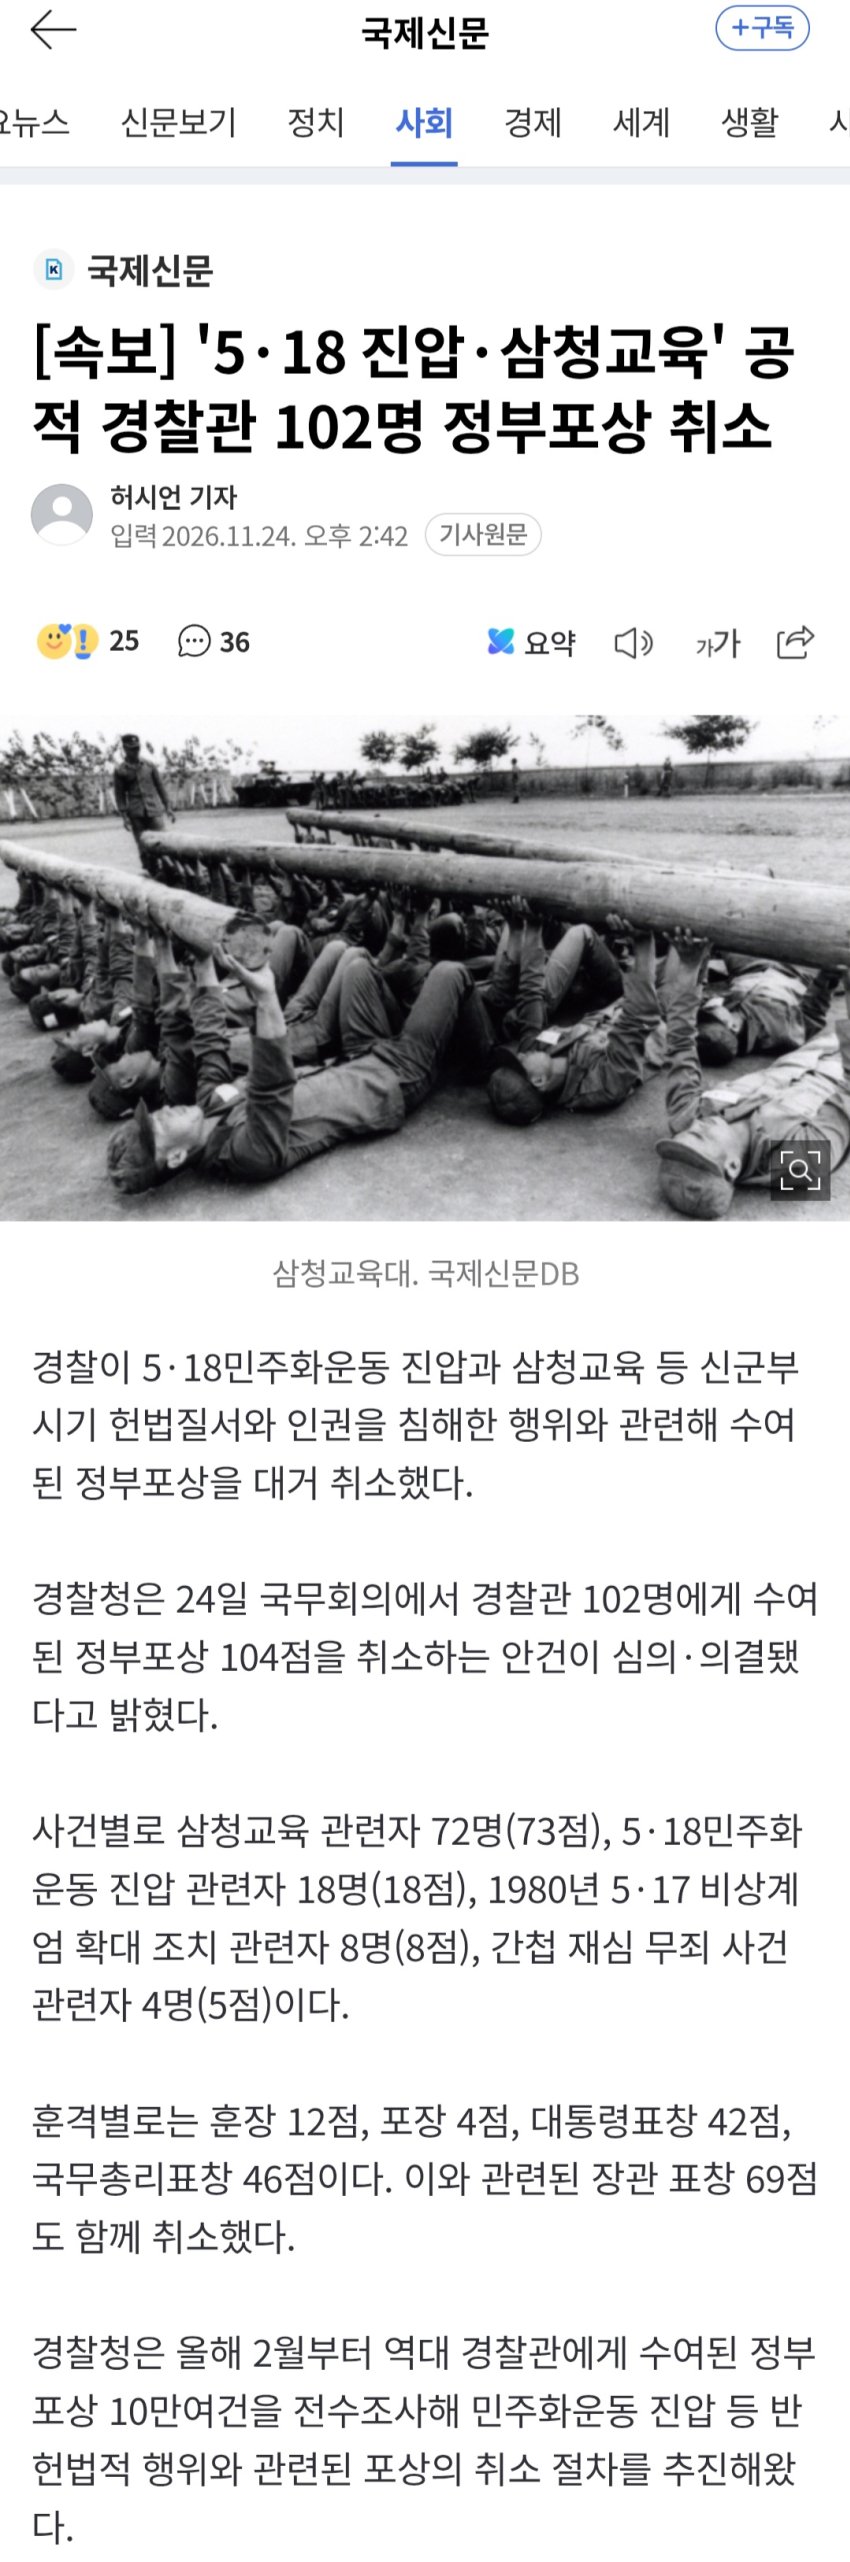 국제신문
+구독
요뉴스 신문보기 정치 사회 경제 세계 생활
국제신문
[속보] '5·18 진압·삼청교육' 공
적 경찰관 102명 정부포상 취소
허시언 기자
입력 2026.11.24. 오후 2:42 기사원문
25 36 요약 가가
삼청교육대. 국제신문DB
경찰이 5·18민주화운동 진압과 삼청교육 등 신군부
시기 헌법질서와 인권을 침해한 행위와 관련해 수여
된 정부포상을 대거 취소했다.
경찰청은 24일 국무회의에서 경찰관 102명에게 수여
된 정부포상 104점을 취소하는 안건이 심의·의결됐
다고 밝혔다.
사건별로 삼청교육 관련자 72명(73점), 5·18민주화
운동 진압 관련자 18명(18점), 1980년 5·17 비상계
엄 확대 조치 관련자 8명(8점), 간첩 재심 무죄 사건
관련자 4명(5점)이다.
훈격별로는 훈장 12점, 포장 4점, 대통령표창 42점,
국무총리표창 46점이다. 이와 관련된 장관 표창 69점
도 함께 취소했다.
경찰청은 올해 2월부터 역대 경찰관에게 수여된 정부
포상 10만여건을 전수조사해 민주화운동 진압 등 반
헌법적 행위와 관련된 포상의 취소 절차를 추진해왔
다.